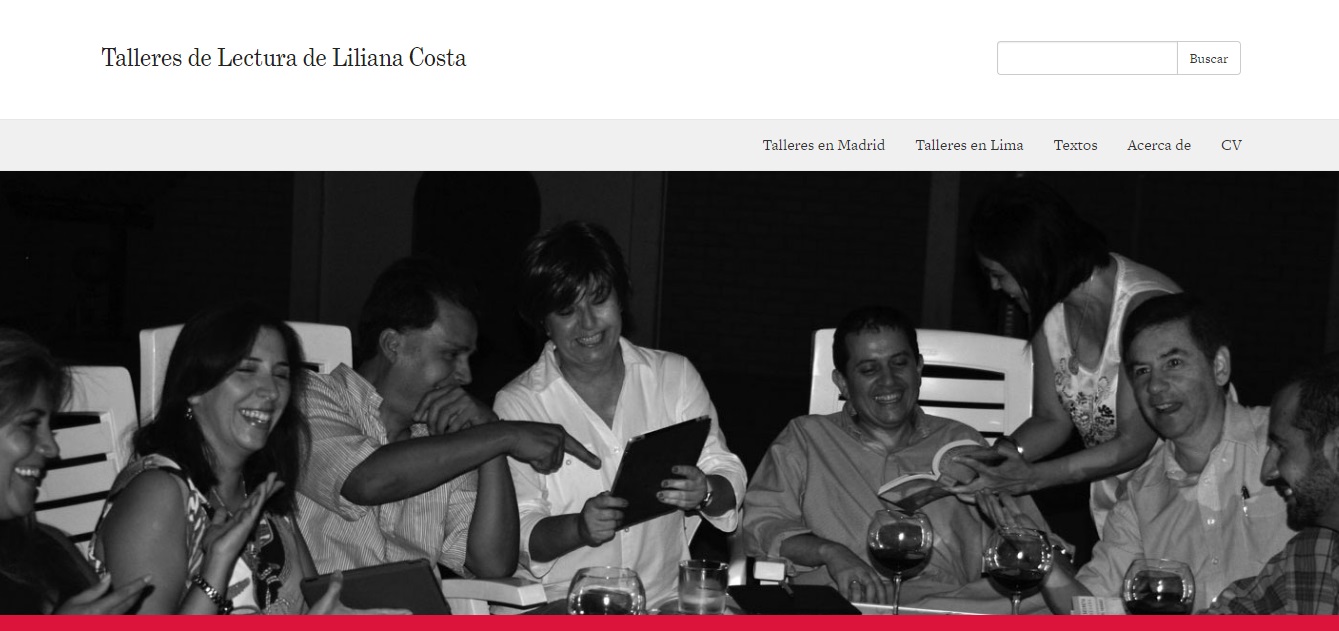 Talleres de Lectura de Liliana Costa
Buscar
Talleres en Madrid Talleres en Lima Textos Acerca de CV